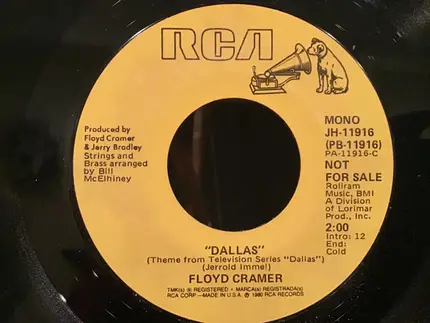 RCA
Produced by
Floyd Cramer
& Jerry Bradley
Strings and
Brass arranged
by Bill
McElhiney
MONO
JH-11916
(PB-11916)
PA-11916-C
NOT
FOR SALE
Roliram
Music, BMI
A Division
of Lorimar
Prod., Inc.
2:00
Intro: 12
End:
Cold
"DALLAS"
(Theme from Television Series "Dallas")
(Jerrold Immel)
FLOYD CRAMER
TMK(s) ® REGISTERED • MARCA(s) REGISTRADA(s)
RCA CORP.—MADE IN U.S.A. ℗ 1980 RCA RECORDS